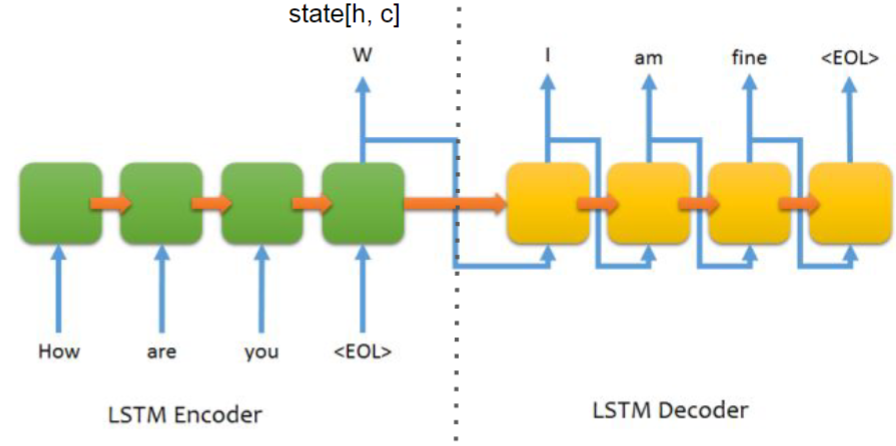 state[h, c]
W
I am fine <EOL>
How are you <EOL>
LSTM Encoder
LSTM Decoder